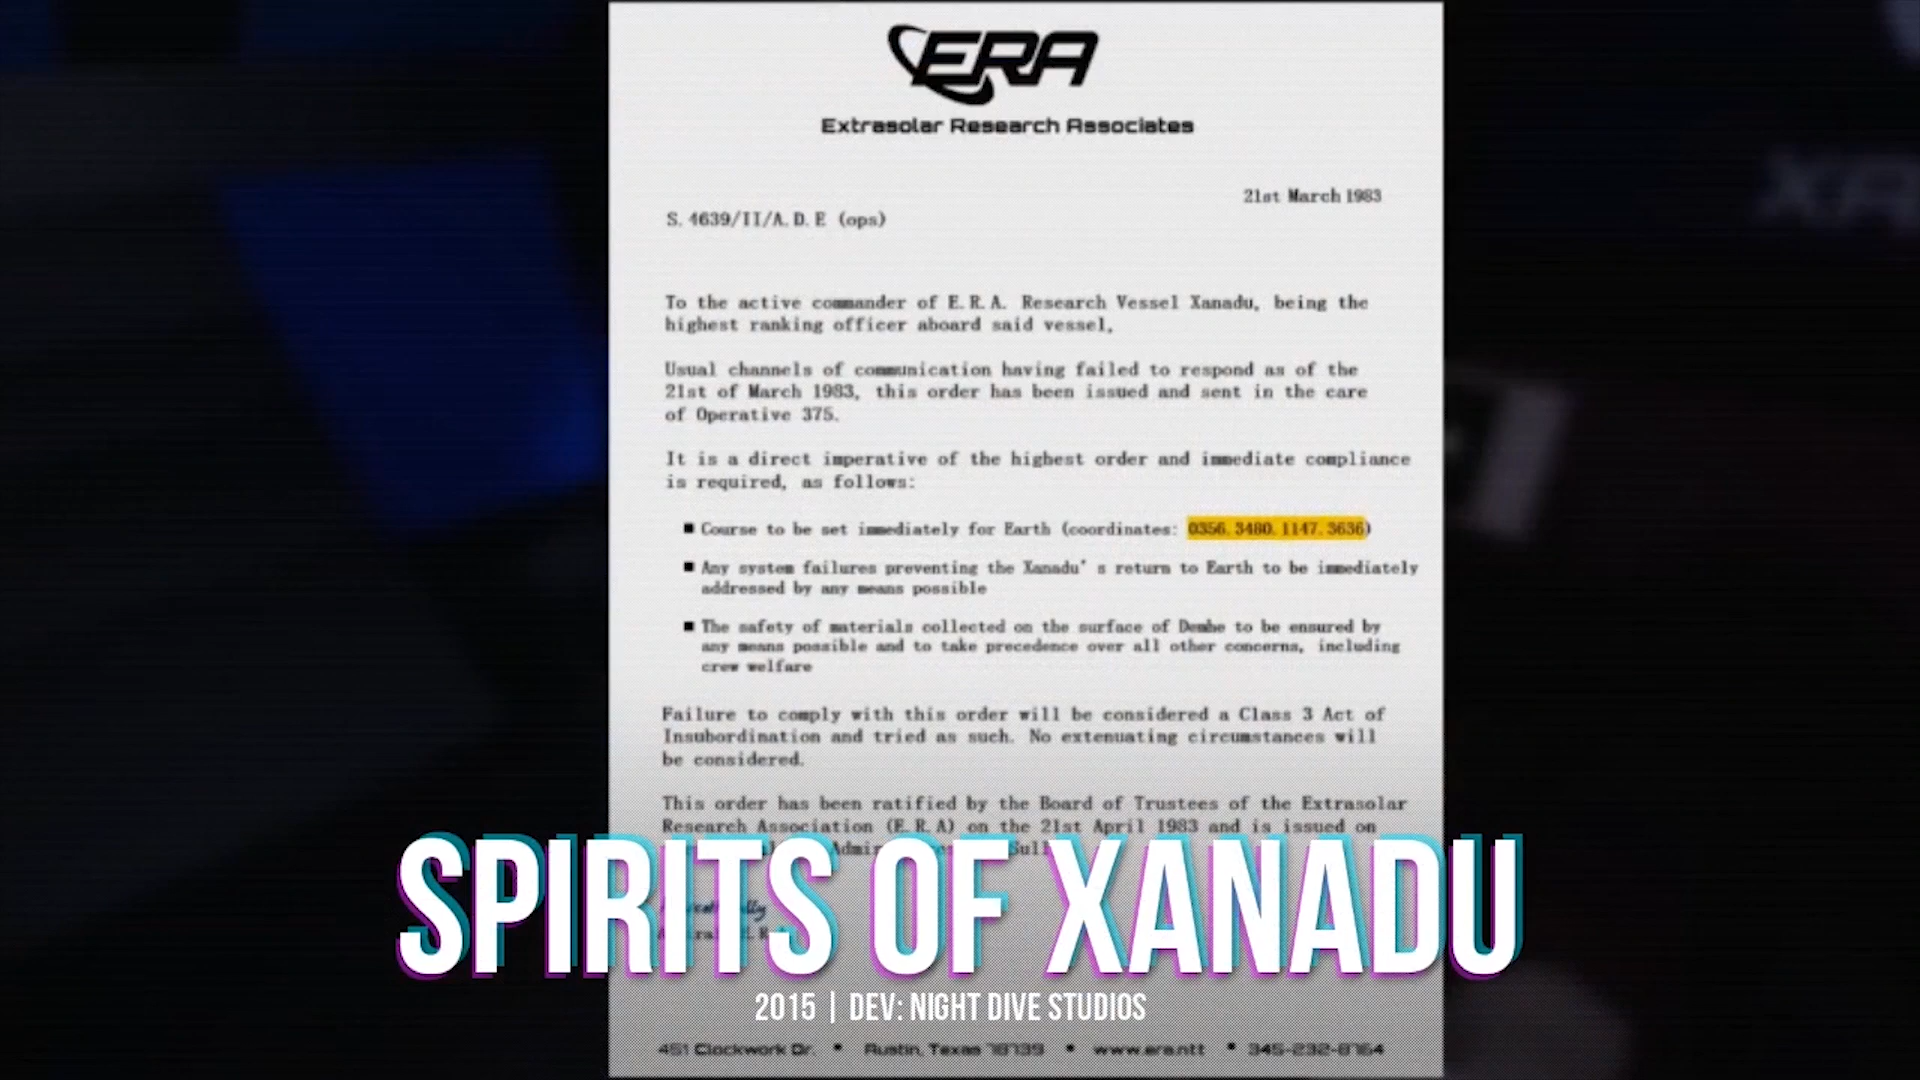 ERA
Extrasolar Research Associates
21st March 1983
S. 4639/II/A.D.E (ops)
To the active commander of E.R.A. Research Vessel Xanadu, being the
highest ranking officer aboard said vessel,
Usual channels of communication having failed to respond as of the
21st of March 1983, this order has been issued and sent in the care
of Operative 375.
It is a direct imperative of the highest order and immediate compliance
is required, as follows:
■ Course to be set immediately for Earth (coordinates: 0356.3480.1147.3636)
■ Any system failures preventing the Xanadu's return to Earth to be immediately
addressed by any means possible
■ The safety of materials collected on the surface of Dembe to be ensured by
any means possible and to take precedence over all other concerns, including
crew welfare
Failure to comply with this order will be considered a Class 3 Act of
Insubordination and tried as such. No extenuating circumstances will
be considered.
This order has been ratified by the Board of Trustees of the Extrasolar
Research Association (E.R.A) on the 21st April 1983 and is issued on
SPIRITS OF XANADU
2015 | DEV: NIGHT DIVE STUDIOS
451 Clockwork Dr. • Austin, Texas 78739 • www.era.ntt • 345-232-8764